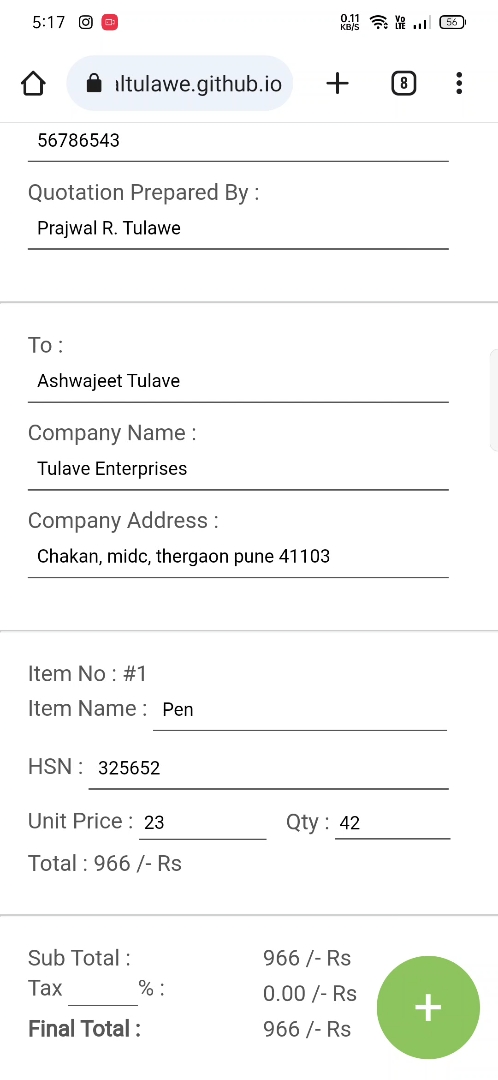 5:17 0.11 KB/S Vo LTE 56
ltulawe.github.io 8
56786543
Quotation Prepared By :
Prajwal R. Tulawe
To :
Ashwajeet Tulave
Company Name :
Tulave Enterprises
Company Address :
Chakan, midc, thergaon pune 41103
Item No : #1
Item Name : Pen
HSN : 325652
Unit Price : 23 Qty : 42
Total : 966 /- Rs
Sub Total : 966 /- Rs
Tax % : 0.00 /- Rs
Final Total : 966 /- Rs
+